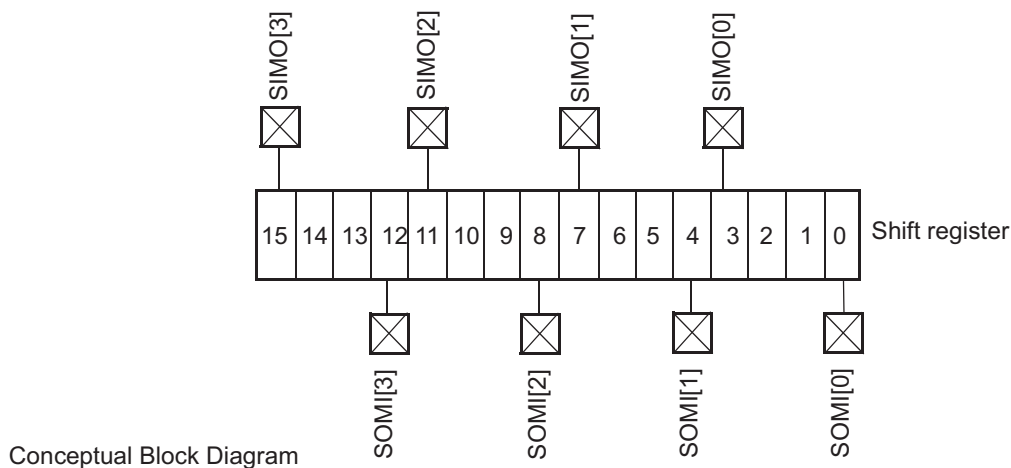 SIMO[3] SIMO[2] SIMO[1] SIMO[0]
15 14 13 12 11 10 9 8 7 6 5 4 3 2 1 0 Shift register
SOMI[3] SOMI[2] SOMI[1] SOMI[0]
Conceptual Block Diagram